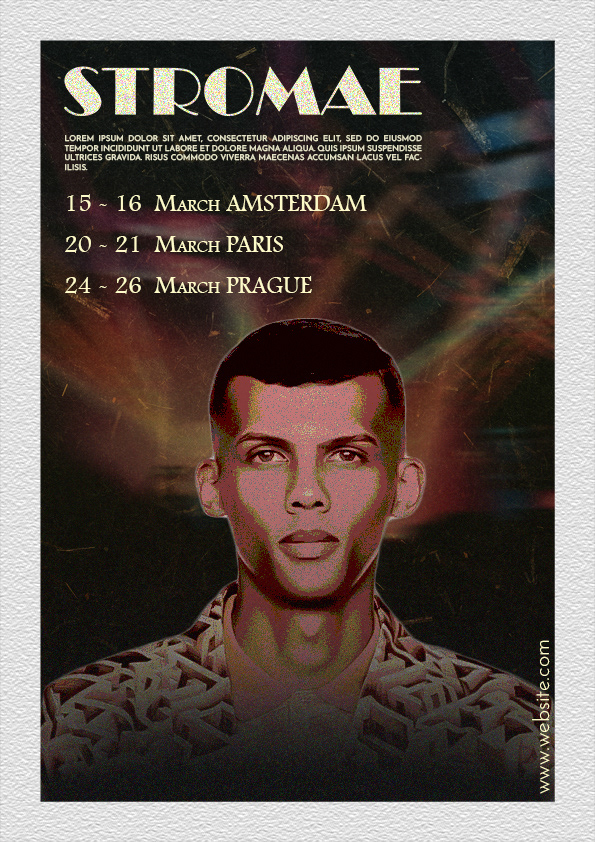 STROMAE
LOREM IPSUM DOLOR SIT AMET, CONSECTETUR ADIPISCING ELIT, SED DO EIUSMOD
TEMPOR INCIDIDUNT UT LABORE ET DOLORE MAGNA ALIQUA. QUIS IPSUM SUSPENDISSE
ULTRICES GRAVIDA. RISUS COMMODO VIVERRA MAECENAS ACCUMSAN LACUS VEL FAC-
ILISIS.
15 ~ 16 MARCH AMSTERDAM
20 ~ 21 MARCH PARIS
24 ~ 26 MARCH PRAGUE
www.website.com